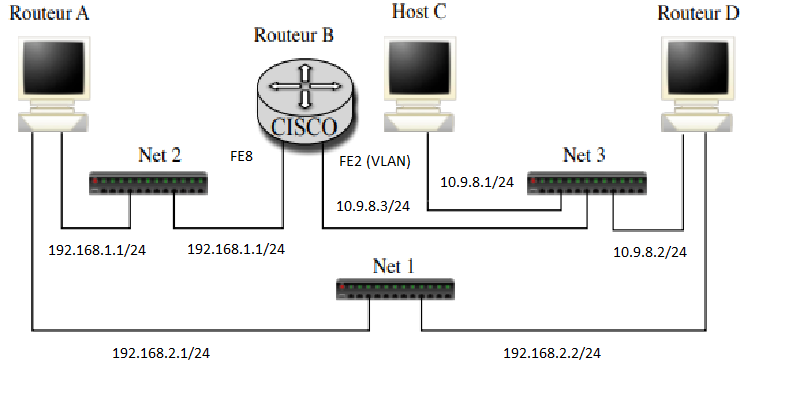 Routeur A
Routeur B
Host C
Routeur D
CISCO
Net 2
FE8
FE2 (VLAN)
Net 3
10.9.8.1/24
10.9.8.3/24
192.168.1.1/24
192.168.1.1/24
10.9.8.2/24
Net 1
192.168.2.1/24
192.168.2.2/24